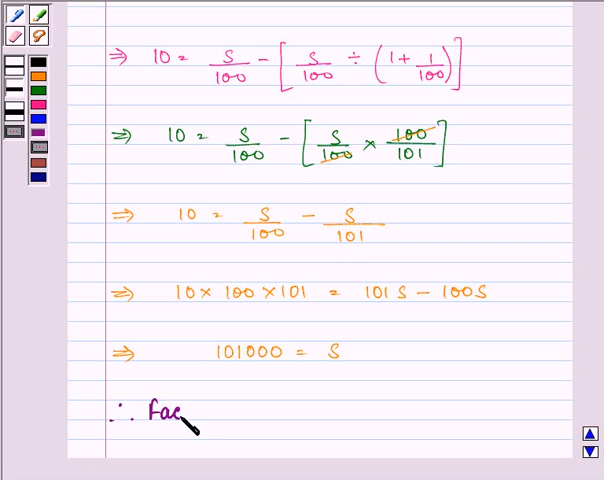 ⇒ 10 = S/100 - [S/100 ÷ (1 + 1/100)]
⇒ 10 = S/100 - [S/100 × 100/101]
⇒ 10 = S/100 - S/101
⇒ 10 × 100 × 101 = 101S - 100S
⇒ 101000 = S
∴ Fac